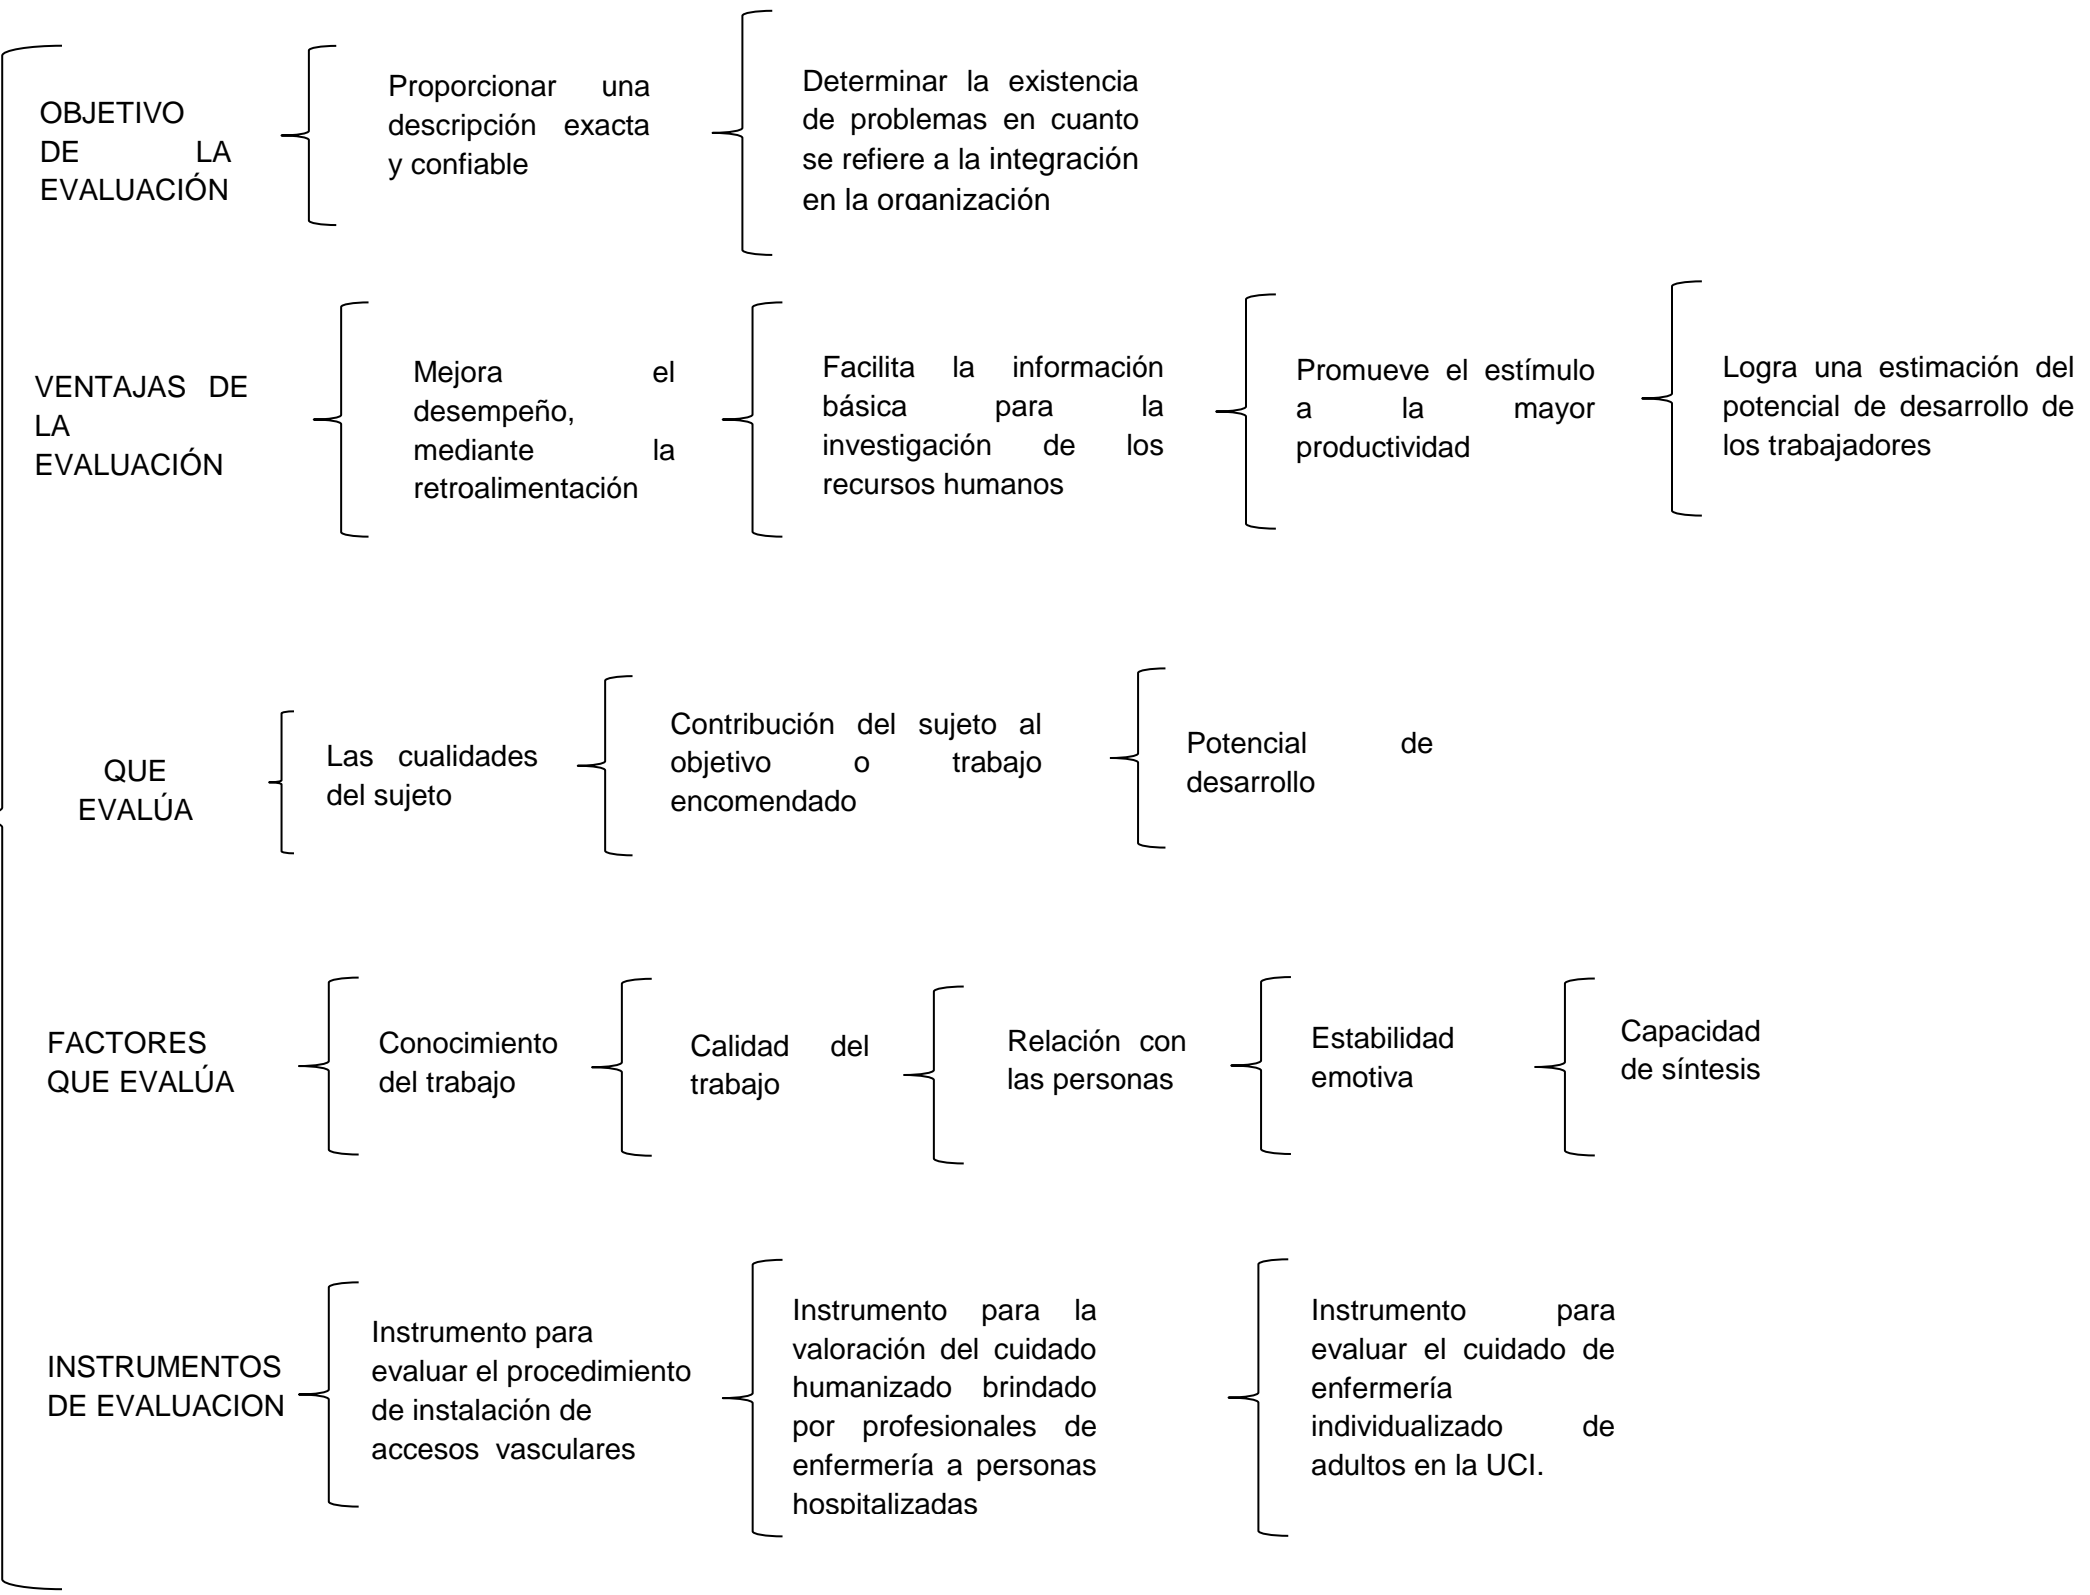 OBJETIVO
DE LA
EVALUACIÓN
Proporcionar una
descripción exacta
y confiable
Determinar la existencia
de problemas en cuanto
se refiere a la integración
en la organización
VENTAJAS DE
LA
EVALUACIÓN
Mejora el
desempeño,
mediante la
retroalimentación
Facilita la información
básica para la
investigación de los
recursos humanos
Promueve el estímulo
a la mayor
productividad
Logra una estimación del
potencial de desarrollo de
los trabajadores
QUE
EVALÚA
Las cualidades
del sujeto
Contribución del sujeto al
objetivo o trabajo
encomendado
Potencial de
desarrollo
FACTORES
QUE EVALÚA
Conocimiento
del trabajo
Calidad del
trabajo
Relación con
las personas
Estabilidad
emotiva
Capacidad
de síntesis
INSTRUMENTOS
DE EVALUACION
Instrumento para
evaluar el procedimiento
de instalación de
accesos vasculares
Instrumento para la
valoración del cuidado
humanizado brindado
por profesionales de
enfermería a personas
hospitalizadas
Instrumento para
evaluar el cuidado de
enfermería
individualizado de
adultos en la UCI.